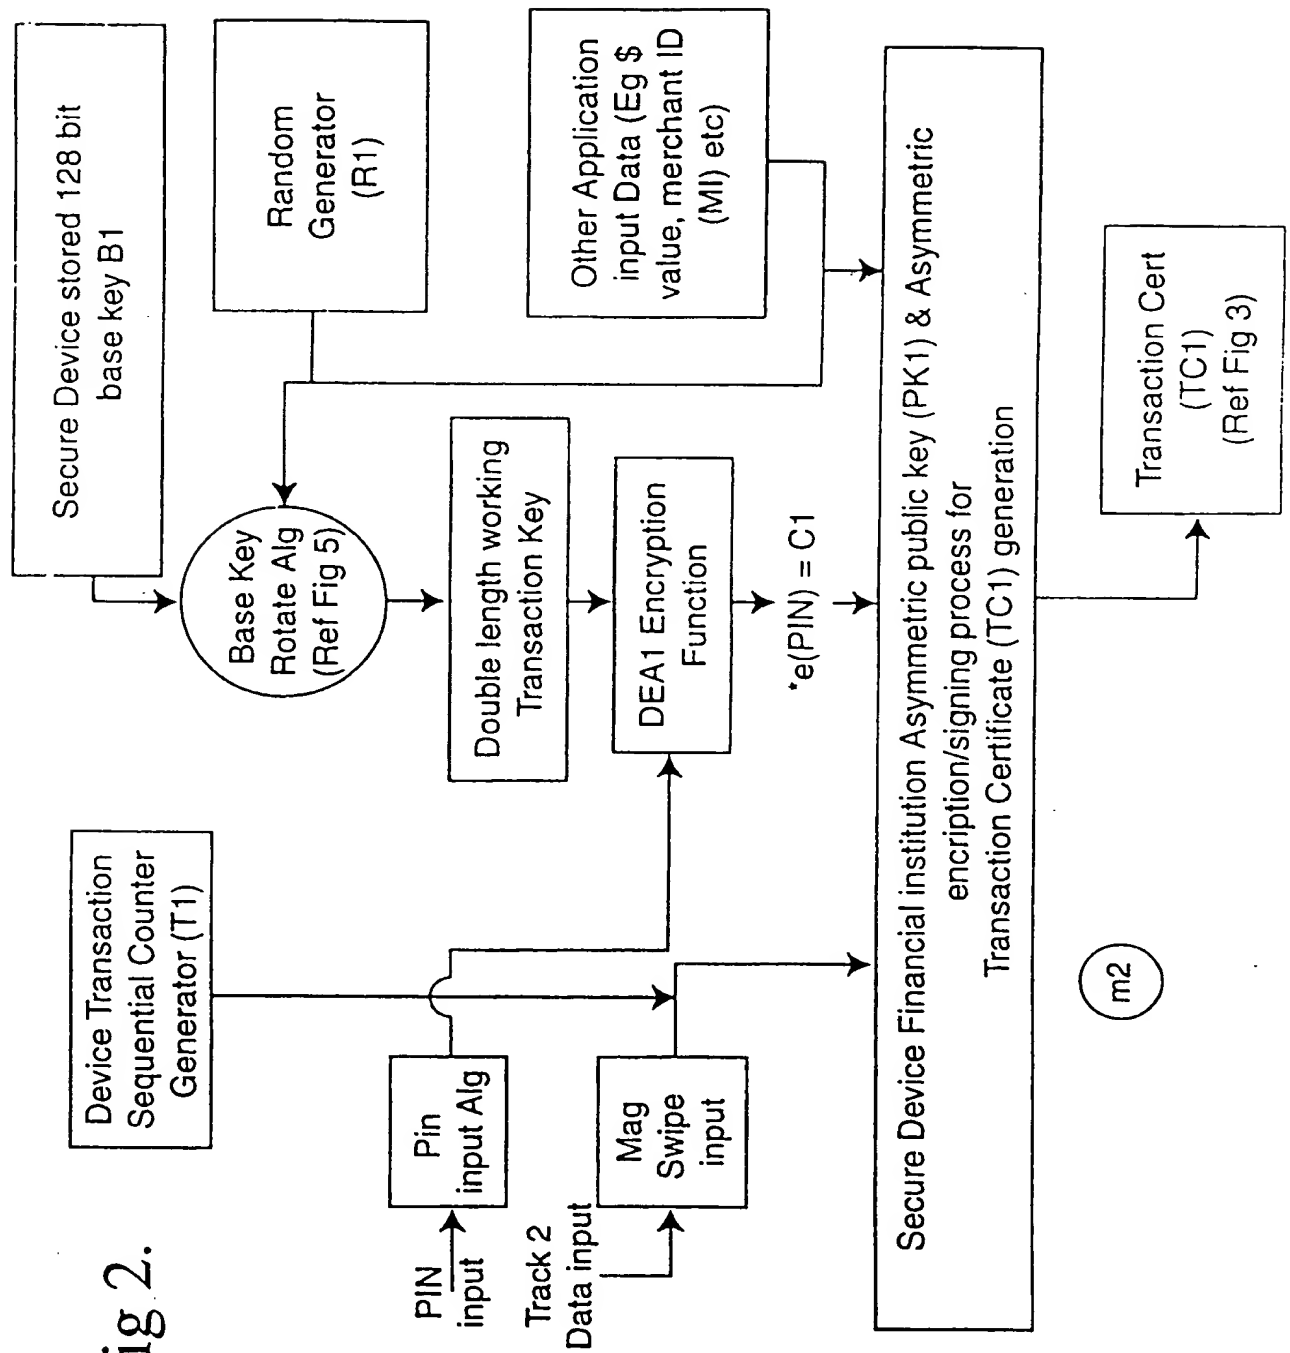 ig 2.
Device Transaction
Sequential Counter
Generator (T1)
Secure Device stored 128 bit
base key B1
Random
Generator
(R1)
Base Key
Rotate Alg
(Ref Fig 5)
PIN
input
Pin
input Alg
Double length working
Transaction Key
Other Application
input Data (Eg $
value, merchant ID
(MI) etc)
Track 2
Data input
Mag
Swipe
input
DEA1 Encryption
Function
*e(PIN) = C1
Secure Device Financial institution Asymmetric public key (PK1) & Asymmetric
encription/signing process for
Transaction Certificate (TC1) generation
m2
Transaction Cert
(TC1)
(Ref Fig 3)